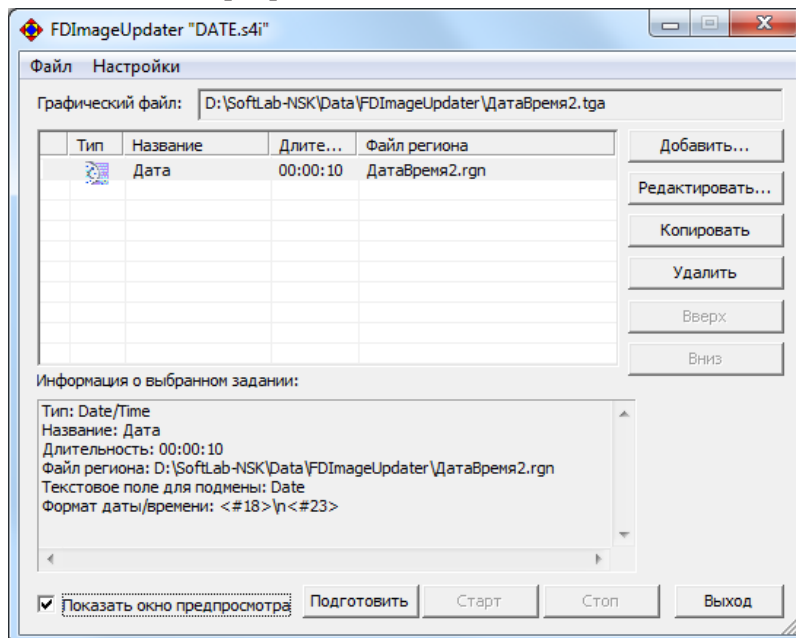 FDImageUpdater "DATE.s4i"
Файл Настройки
Графический файл: D:\SoftLab-NSK\Data\FDImageUpdater\ДатаВремя2.tga
Тип Название Длите... Файл региона
Дата 00:00:10 ДатаВремя2.rgn
Добавить...
Редактировать...
Копировать
Удалить
Вверх
Вниз
Информация о выбранном задании:
Тип: Date/Time
Название: Дата
Длительность: 00:00:10
Файл региона: D:\SoftLab-NSK\Data\FDImageUpdater\ДатаВремя2.rgn
Текстовое поле для подмены: Date
Формат даты/времени: <#18>\n<#23>
Показать окно предпросмотра Подготовить Старт Стоп Выход